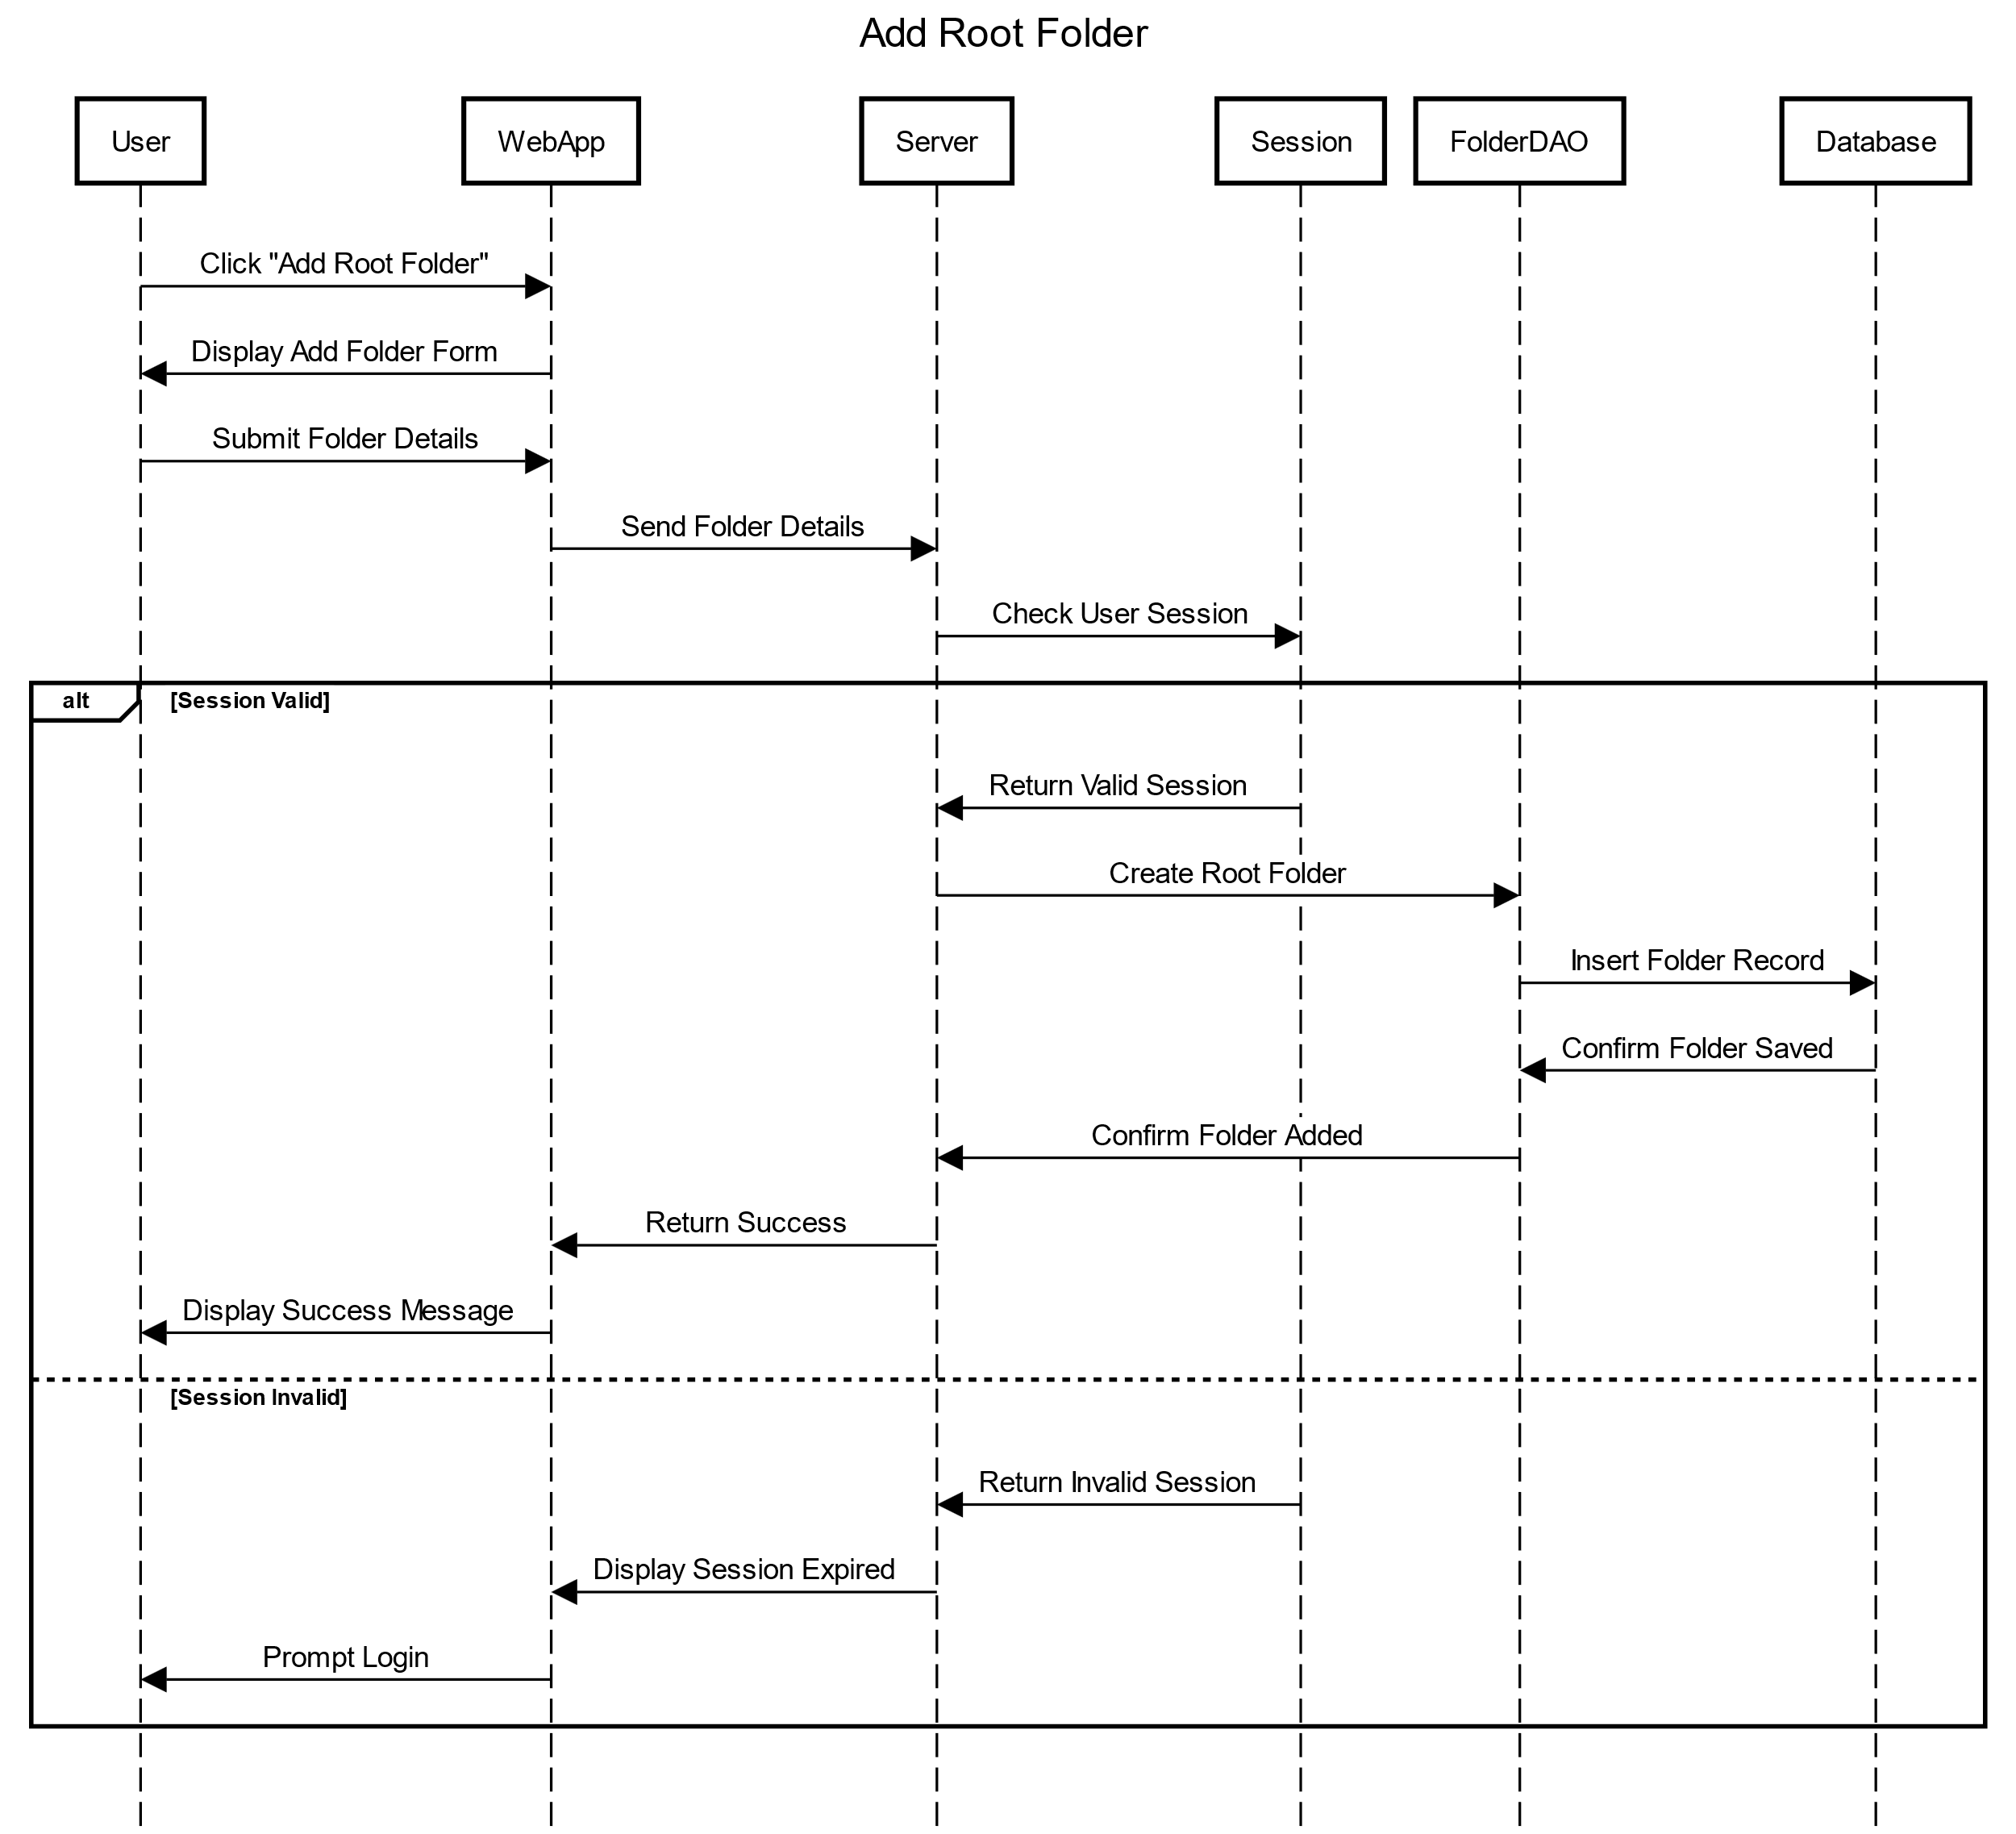 Add Root Folder
User
WebApp
Server
Session
FolderDAO
Database
Click "Add Root Folder"
Display Add Folder Form
Submit Folder Details
Send Folder Details
Check User Session
alt
[Session Valid]
Return Valid Session
Create Root Folder
Insert Folder Record
Confirm Folder Saved
Confirm Folder Added
Return Success
Display Success Message
[Session Invalid]
Return Invalid Session
Display Session Expired
Prompt Login